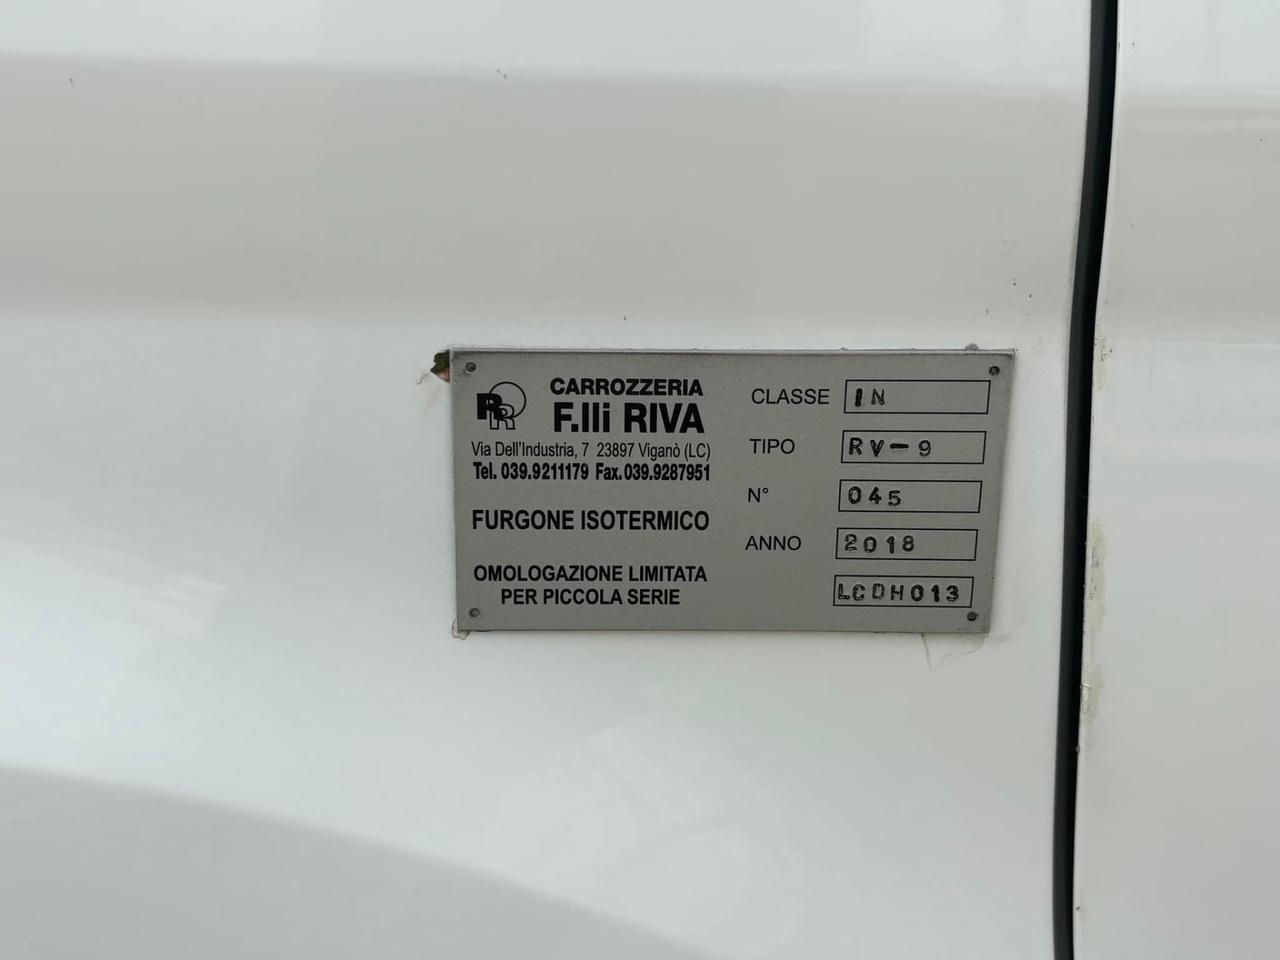 RR
CARROZZERIA
F.lli RIVA
Via Dell'Industria, 7 23897 Viganò (LC)
Tel. 039.9211179 Fax.039.9287951
FURGONE ISOTERMICO
OMOLOGAZIONE LIMITATA
PER PICCOLA SERIE
CLASSE IN
TIPO RV-9
N° 045
ANNO 2018
LCDH013